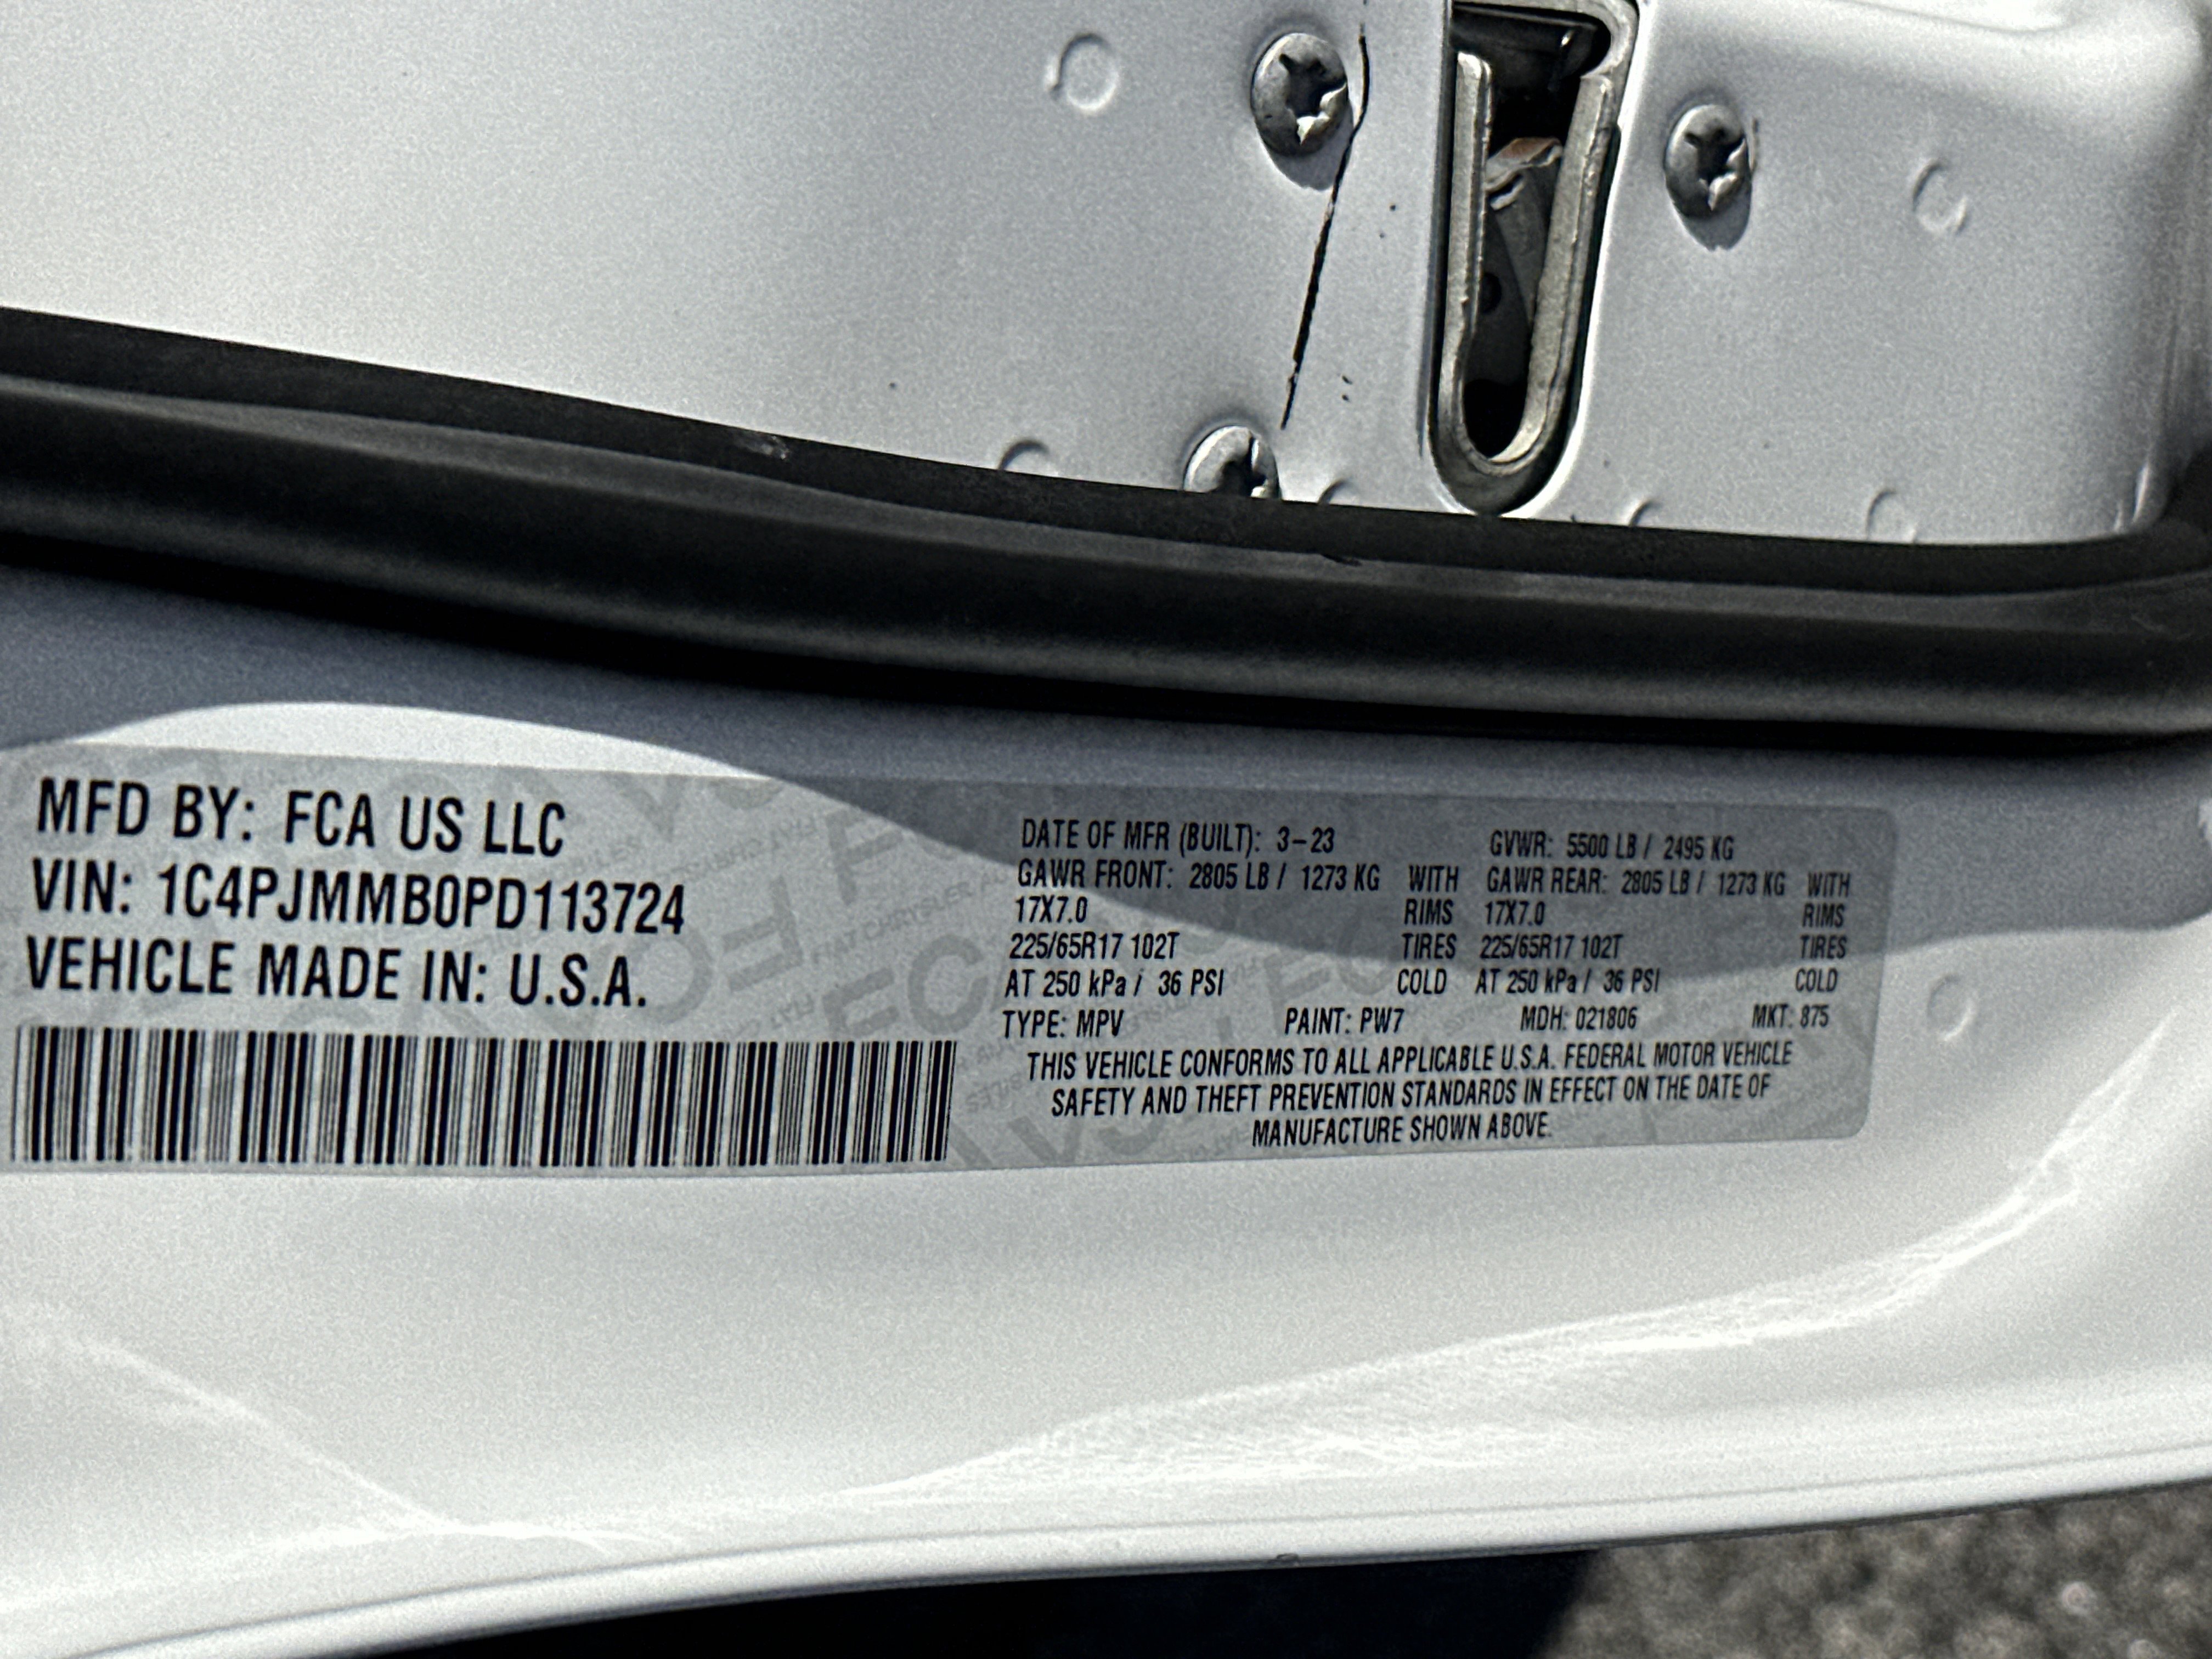 MFD BY: FCA US LLC
VIN: 1C4PJMMB0PD113724
VEHICLE MADE IN: U.S.A.
DATE OF MFR (BUILT): 3-23 GVWR: 5500 LB / 2495 KG
GAWR FRONT: 2805 LB / 1273 KG WITH GAWR REAR: 2805 LB / 1273 KG WITH
17X7.0 RIMS 17X7.0 RIMS
225/65R17 102T TIRES 225/65R17 102T TIRES
AT 250 kPa / 36 PSI COLD AT 250 kPa / 36 PSI COLD
TYPE: MPV PAINT: PW7 MDH: 021806 MKT: 875
THIS VEHICLE CONFORMS TO ALL APPLICABLE U.S.A. FEDERAL MOTOR VEHICLE
SAFETY AND THEFT PREVENTION STANDARDS IN EFFECT ON THE DATE OF
MANUFACTURE SHOWN ABOVE.